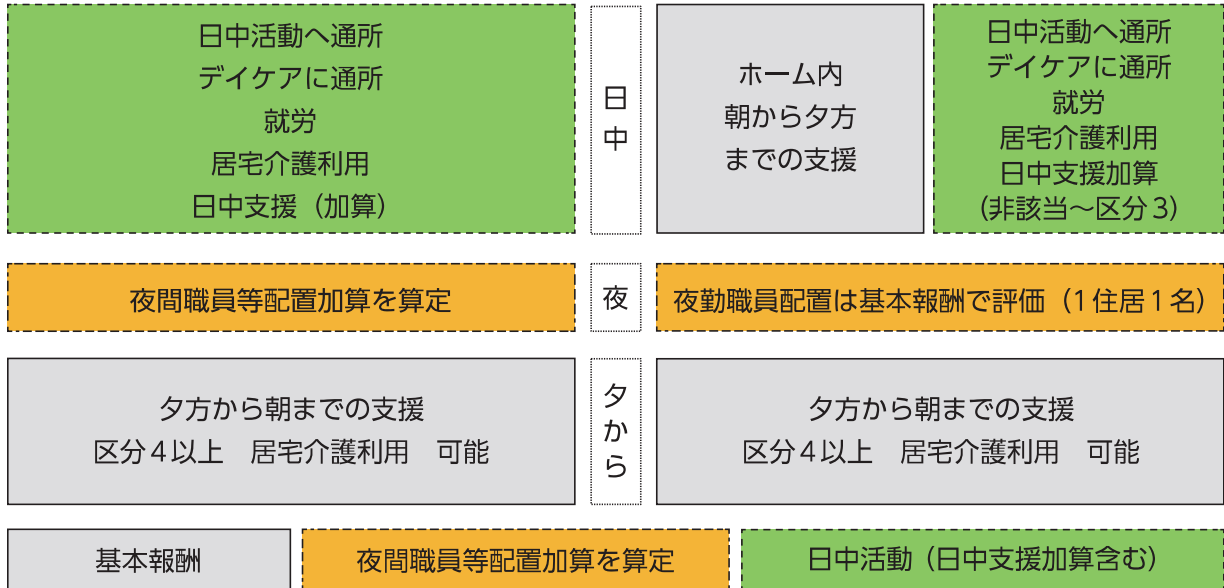 日中活動へ通所
デイケアに通所
就労
居宅介護利用
日中支援（加算）
日中
ホーム内
朝から夕方
までの支援
日中活動へ通所
デイケアに通所
就労
居宅介護利用
日中支援加算
(非該当～区分３)
夜間職員等配置加算を算定
夜
夜勤職員配置は基本報酬で評価（１住居１名）
夕方から朝までの支援
区分４以上　居宅介護利用　可能
夕から
夕方から朝までの支援
区分４以上　居宅介護利用　可能
基本報酬
夜間職員等配置加算を算定
日中活動（日中支援加算含む）